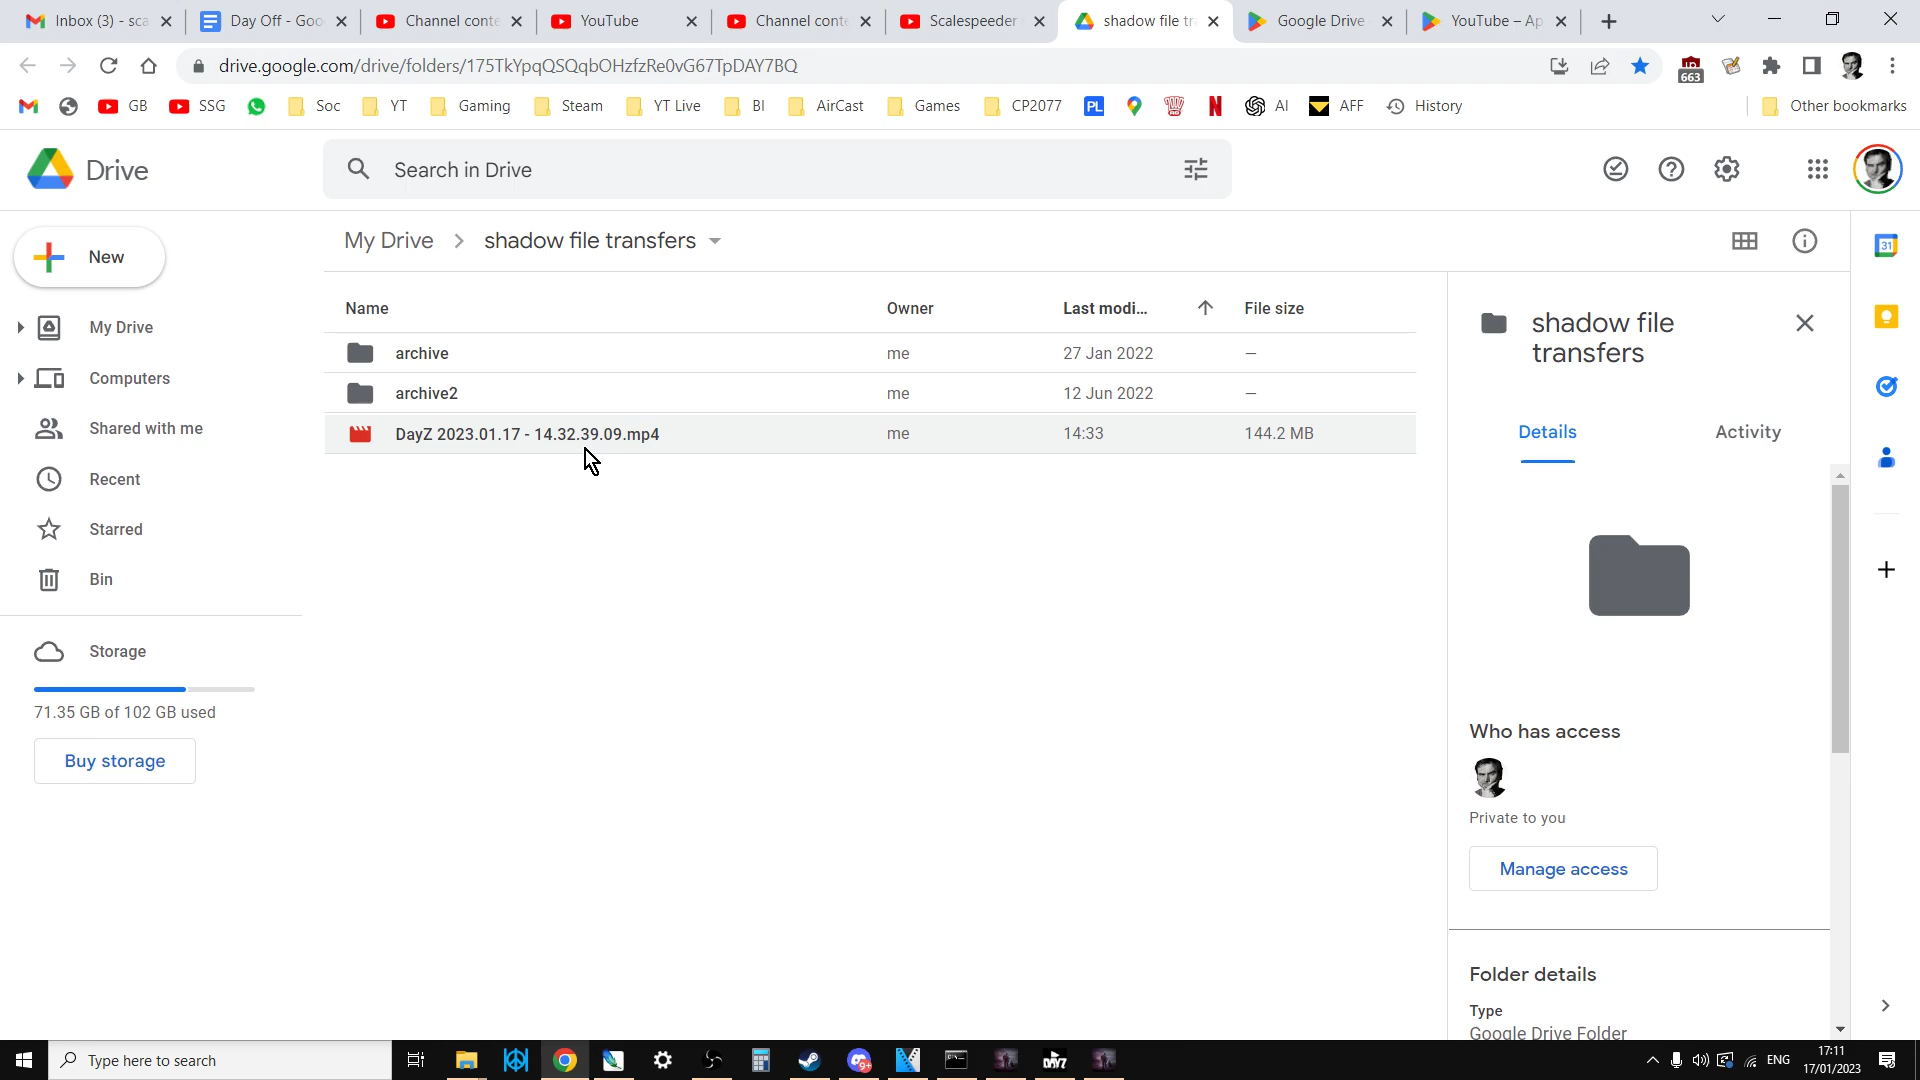 Inbox (3) - sca
Day Off - Goo
Channel conte
YouTube
Channel conte
Scalespeeder
shadow file tra
Google Drive
YouTube – Ap
drive.google.com/drive/folders/175TkYpqQSQqbOHzfzRe0vG67TpDAY7BQ
663
GB
SSG
Soc
YT
Gaming
Steam
YT Live
BI
AirCast
Games
CP2077
PL
N
AI
AFF
History
Other bookmarks
Drive
Search in Drive
New
My Drive
shadow file transfers
31
My Drive
Computers
Shared with me
Recent
Starred
Bin
Storage
71.35 GB of 102 GB used
Buy storage
Name Owner Last modi... File size
archive me 27 Jan 2022 –
archive2 me 12 Jun 2022 –
DayZ 2023.01.17 - 14.32.39.09.mp4 me 14:33 144.2 MB
shadow file
transfers
Details Activity
Who has access
Private to you
Manage access
Folder details
Type
Google Drive Folder
Type here to search
9+
DAYZ
ENG
17:11
17/01/2023